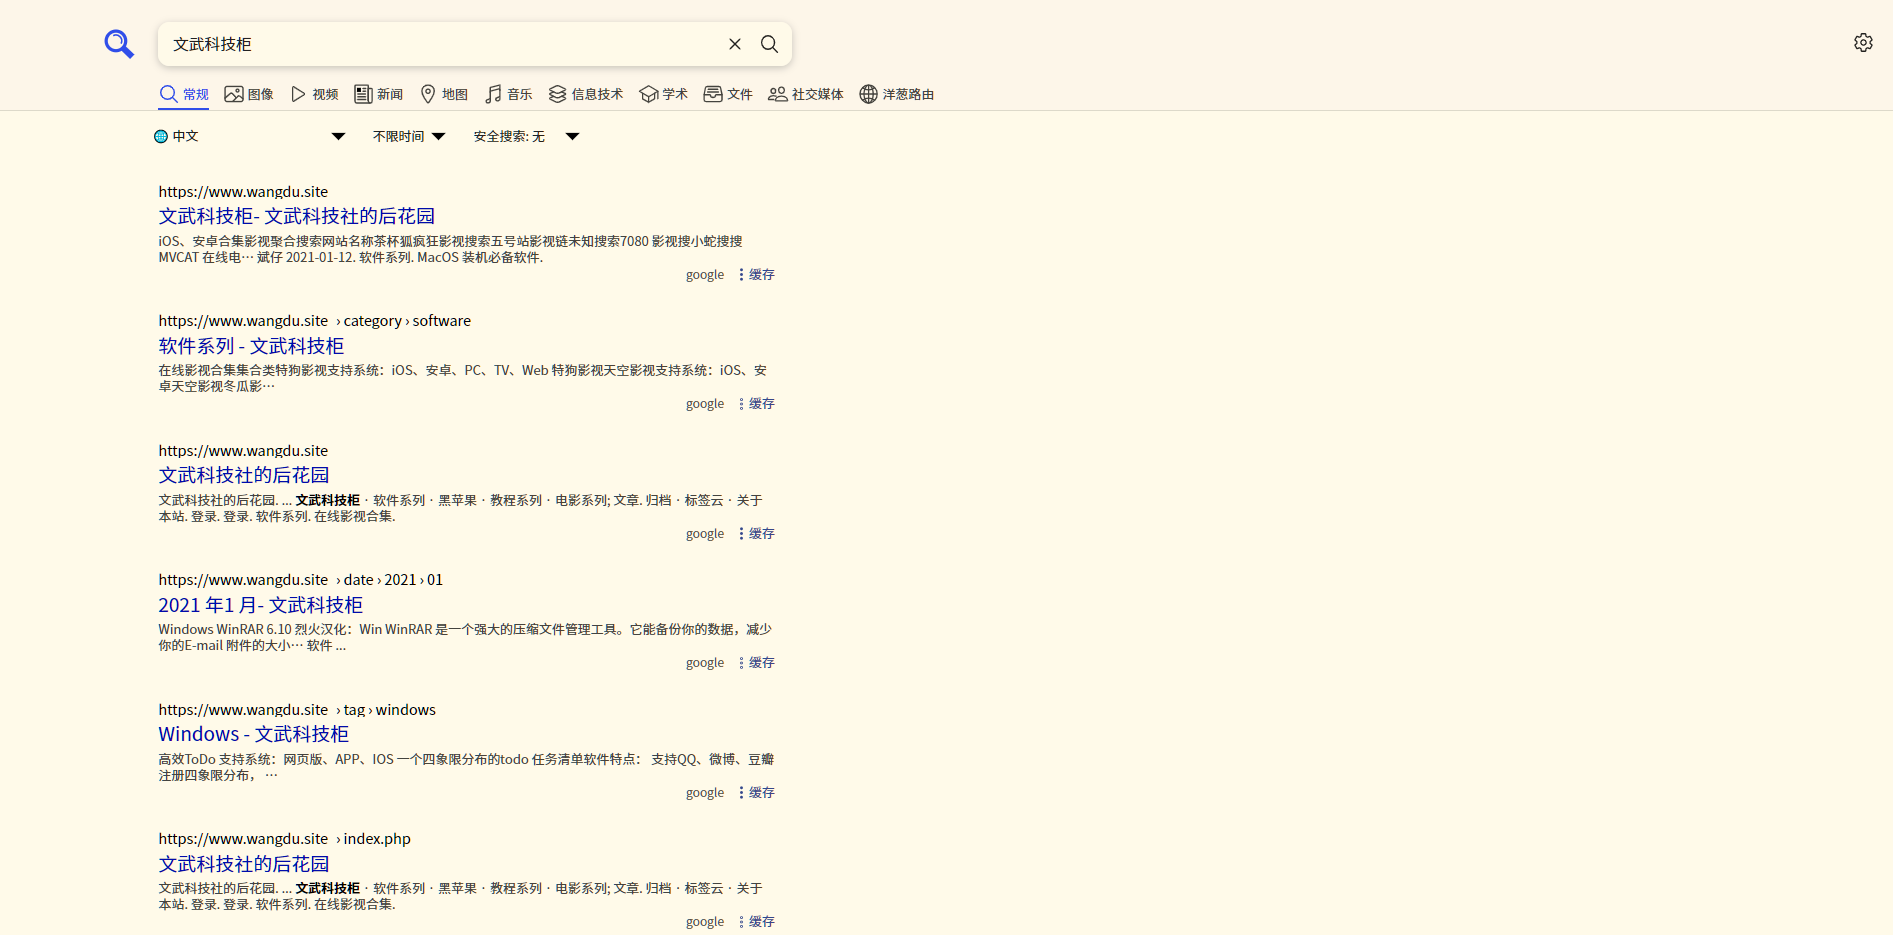 文武科技柜
常规 图像 视频 新闻 地图 音乐 信息技术 学术 文件 社交媒体 洋葱路由
中文 不限时间 安全搜索: 无
https://www.wangdu.site
文武科技柜- 文武科技社的后花园
iOS、安卓合集影视聚合搜索网站名称茶杯狐疯狂影视搜索五号站影视链未知搜索7080 影视搜小蛇搜搜
MVCAT 在线电… 斌仔 2021-01-12. 软件系列. MacOS 装机必备软件.
google 缓存
https://www.wangdu.site › category › software
软件系列 - 文武科技柜
在线影视合集集合类特狗影视支持系统：iOS、安卓、PC、TV、Web 特狗影视天空影视支持系统：iOS、安
卓天空影视冬瓜影…
google 缓存
https://www.wangdu.site
文武科技社的后花园
文武科技社的后花园. ... 文武科技柜 · 软件系列 · 黑苹果 · 教程系列 · 电影系列; 文章. 归档 · 标签云 · 关于
本站. 登录. 登录. 软件系列. 在线影视合集.
google 缓存
https://www.wangdu.site › date › 2021 › 01
2021 年1 月- 文武科技柜
Windows WinRAR 6.10 烈火汉化：Win WinRAR 是一个强大的压缩文件管理工具。它能备份你的数据，减少
你的E-mail 附件的大小… 软件 ...
google 缓存
https://www.wangdu.site › tag › windows
Windows - 文武科技柜
高效ToDo 支持系统：网页版、APP、IOS 一个四象限分布的todo 任务清单软件特点： 支持QQ、微博、豆瓣
注册四象限分布， …
google 缓存
https://www.wangdu.site › index.php
文武科技社的后花园
文武科技社的后花园. ... 文武科技柜 · 软件系列 · 黑苹果 · 教程系列 · 电影系列; 文章. 归档 · 标签云 · 关于
本站. 登录. 登录. 软件系列. 在线影视合集.
google 缓存